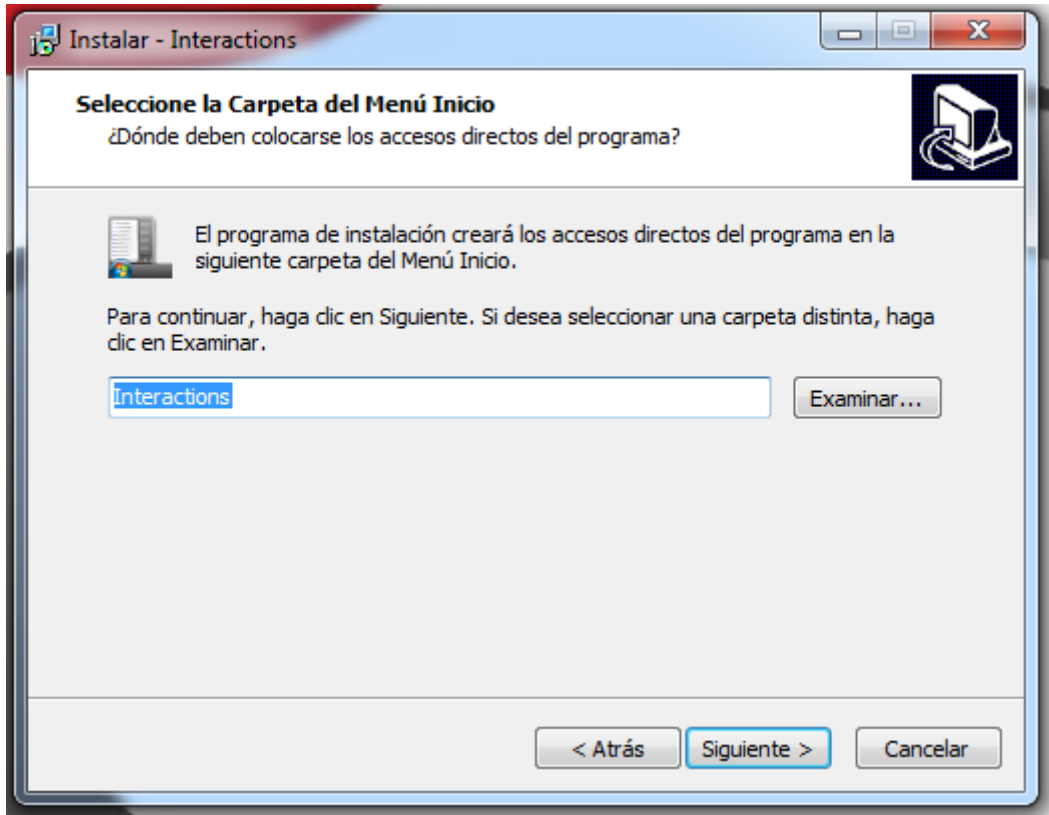 Instalar - Interactions
Seleccione la Carpeta del Menú Inicio
¿Dónde deben colocarse los accesos directos del programa?
El programa de instalación creará los accesos directos del programa en la
siguiente carpeta del Menú Inicio.
Para continuar, haga clic en Siguiente. Si desea seleccionar una carpeta distinta, haga
clic en Examinar.
Interactions
Examinar...
< Atrás
Siguiente >
Cancelar